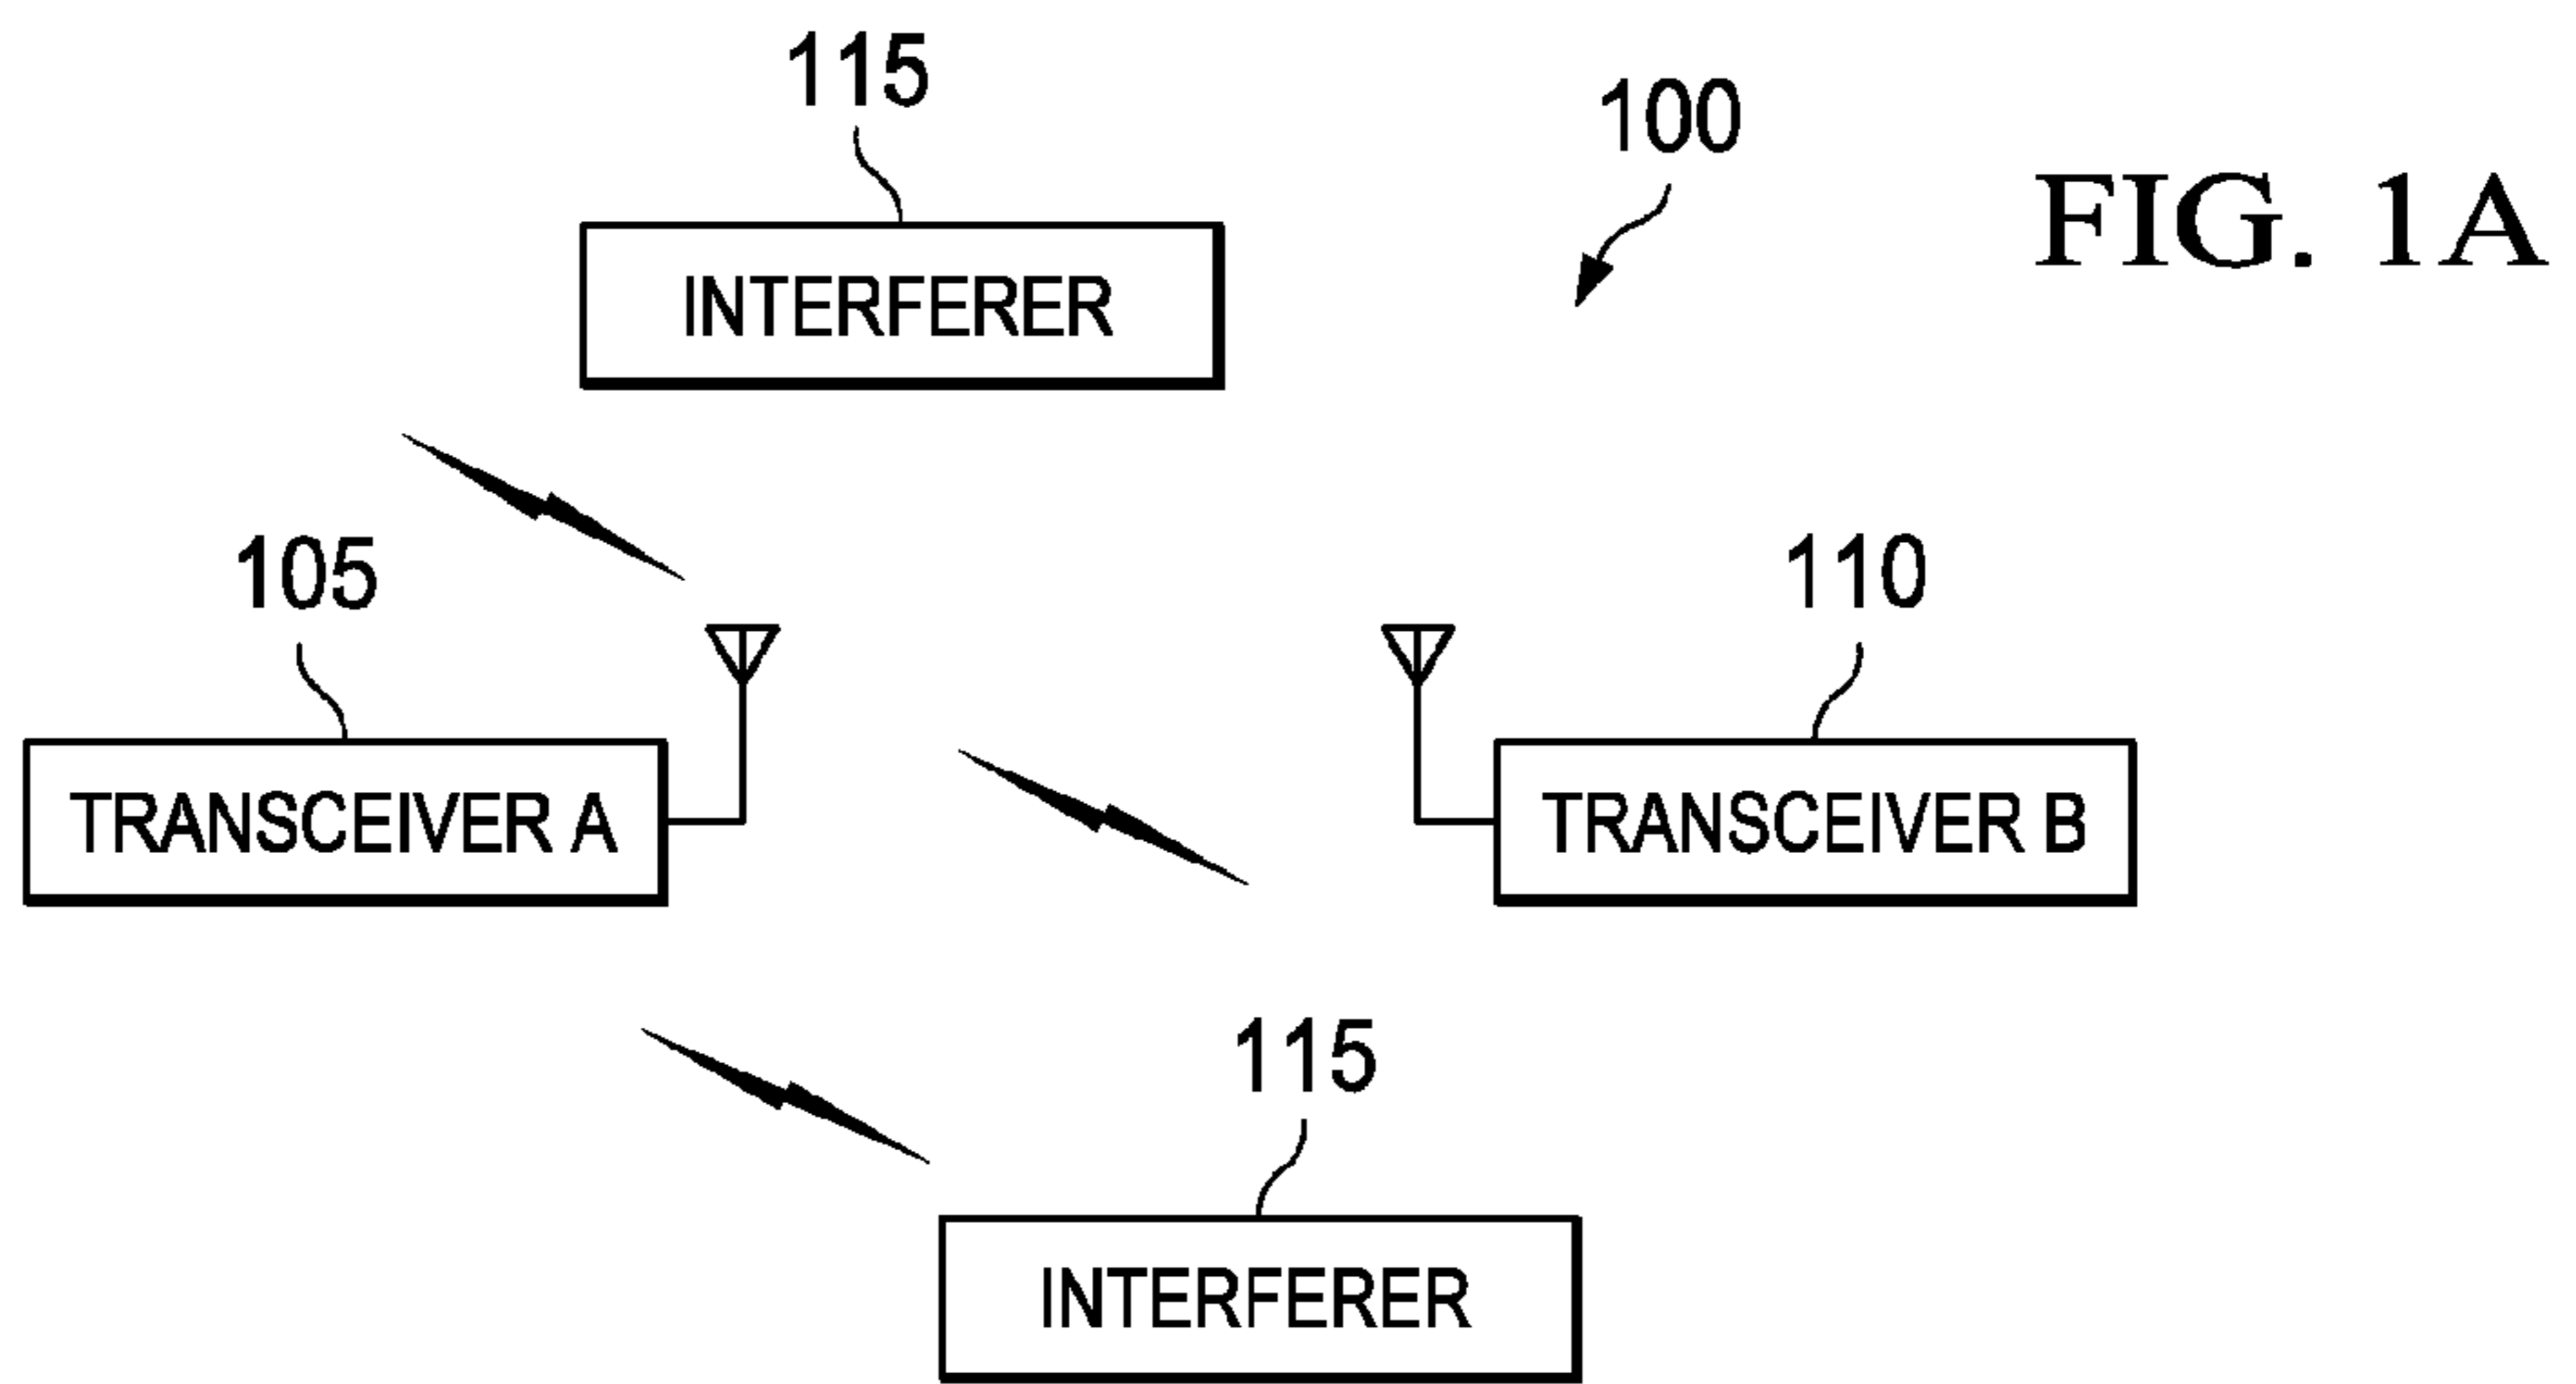 115
100
FIG. 1A
INTERFERER
105
110
TRANSCEIVER A
TRANSCEIVER B
115
INTERFERER